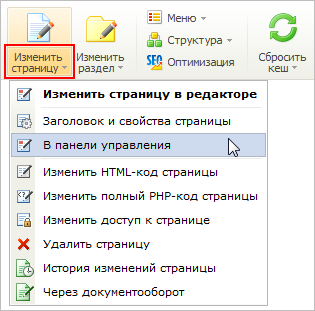 Изменить страницу
Изменить раздел
Меню
Структура
SEO Оптимизация
Сбросить кеш
Изменить страницу в редакторе
Заголовок и свойства страницы
В панели управления
Изменить HTML-код страницы
Изменить полный PHP-код страницы
Изменить доступ к странице
Удалить страницу
История изменений страницы
Через документооборот